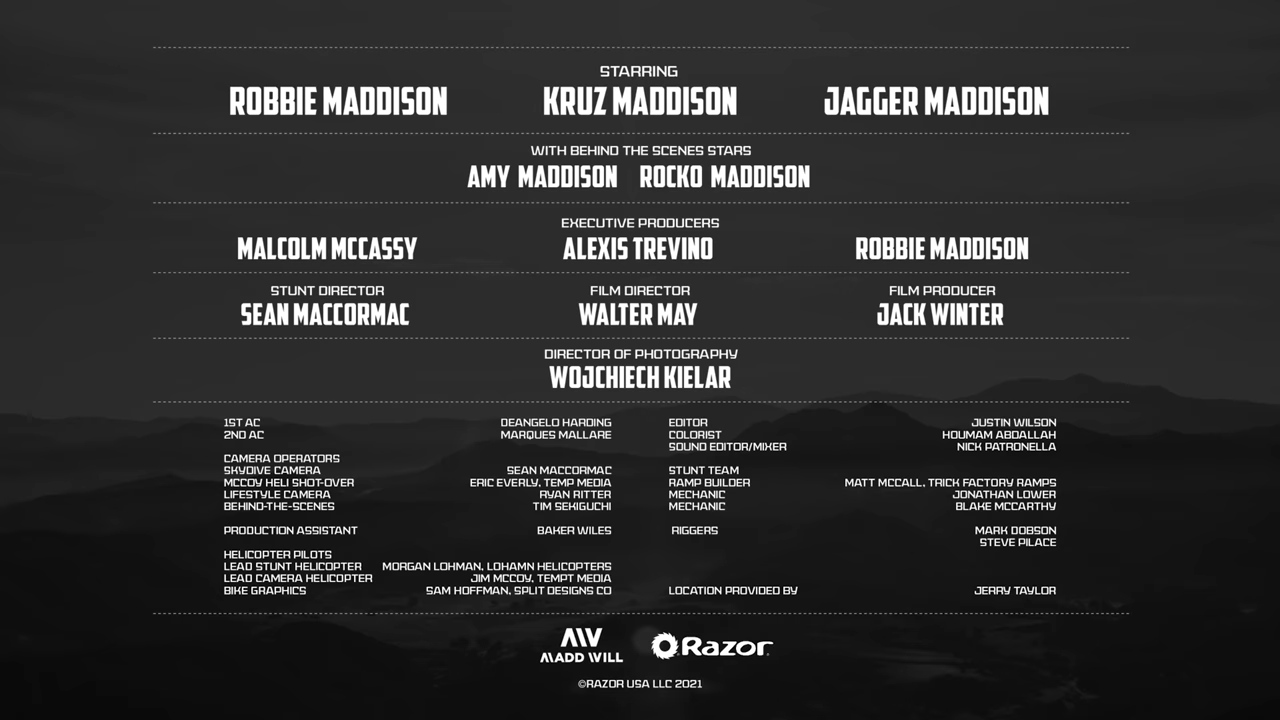 STARRING
ROBBIE MADDISON KRUZ MADDISON JAGGER MADDISON
WITH BEHIND THE SCENES STARS
AMY MADDISON ROCKO MADDISON
EXECUTIVE PRODUCERS
MALCOLM MCCASSY ALEXIS TREVINO ROBBIE MADDISON
STUNT DIRECTOR FILM DIRECTOR FILM PRODUCER
SEAN MACCORMAC WALTER MAY JACK WINTER
DIRECTOR OF PHOTOGRAPHY
WOJCHIECH KIELAR
1ST AC DEANGELO HARDING
2ND AC MARQUES MALLARE
CAMERA OPERATORS
SKYDIVE CAMERA SEAN MACCORMAC
MCCOY HELI SHOT-OVER ERIC EVERLY, TEMP MEDIA
LIFESTYLE CAMERA RYAN RITTER
BEHIND-THE-SCENES TIM SEKIGUCHI
PRODUCTION ASSISTANT BAKER WILES
HELICOPTER PILOTS
LEAD STUNT HELICOPTER MORGAN LOHMAN, LOHAMN HELICOPTERS
LEAD CAMERA HELICOPTER JIM MCCOY, TEMPT MEDIA
BIKE GRAPHICS SAM HOFFMAN, SPLIT DESIGNS CO
EDITOR JUSTIN WILSON
COLORIST HOUMAM ABDALLAH
SOUND EDITOR/MIXER NICK PATRONELLA
STUNT TEAM
RAMP BUILDER MATT MCCALL, TRICK FACTORY RAMPS
MECHANIC JONATHAN LOWER
MECHANIC BLAKE MCCARTHY
RIGGERS MARK DOBSON
STEVE PILACE
LOCATION PROVIDED BY JERRY TAYLOR
MADD WILL Razor
©RAZOR USA LLC 2021